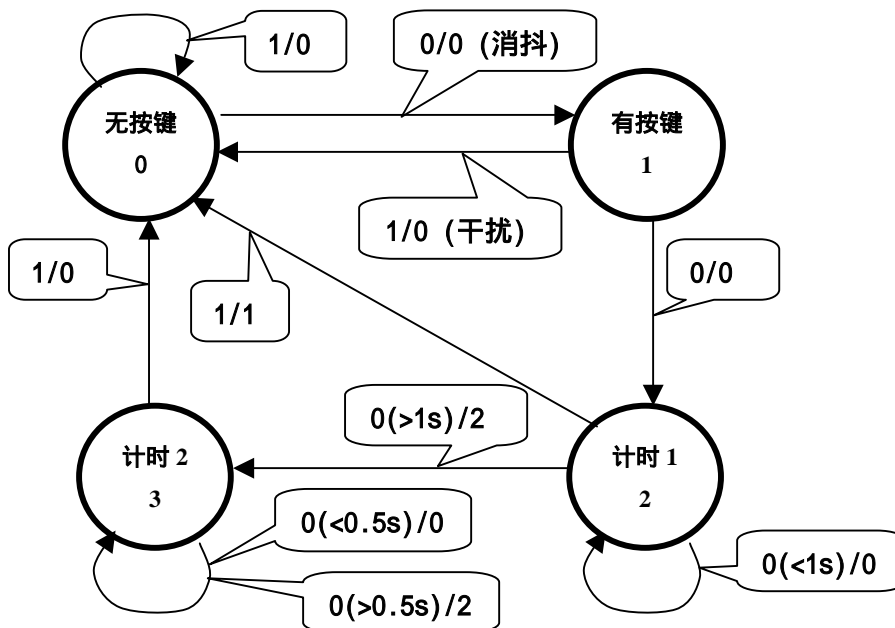 1/0
0/0 (消抖)
无按键
0
有按键
1
1/0 (干扰)
1/0
1/1
0/0
0(>1s)/2
计时 2
3
计时 1
2
0(<0.5s)/0
0(>0.5s)/2
0(<1s)/0